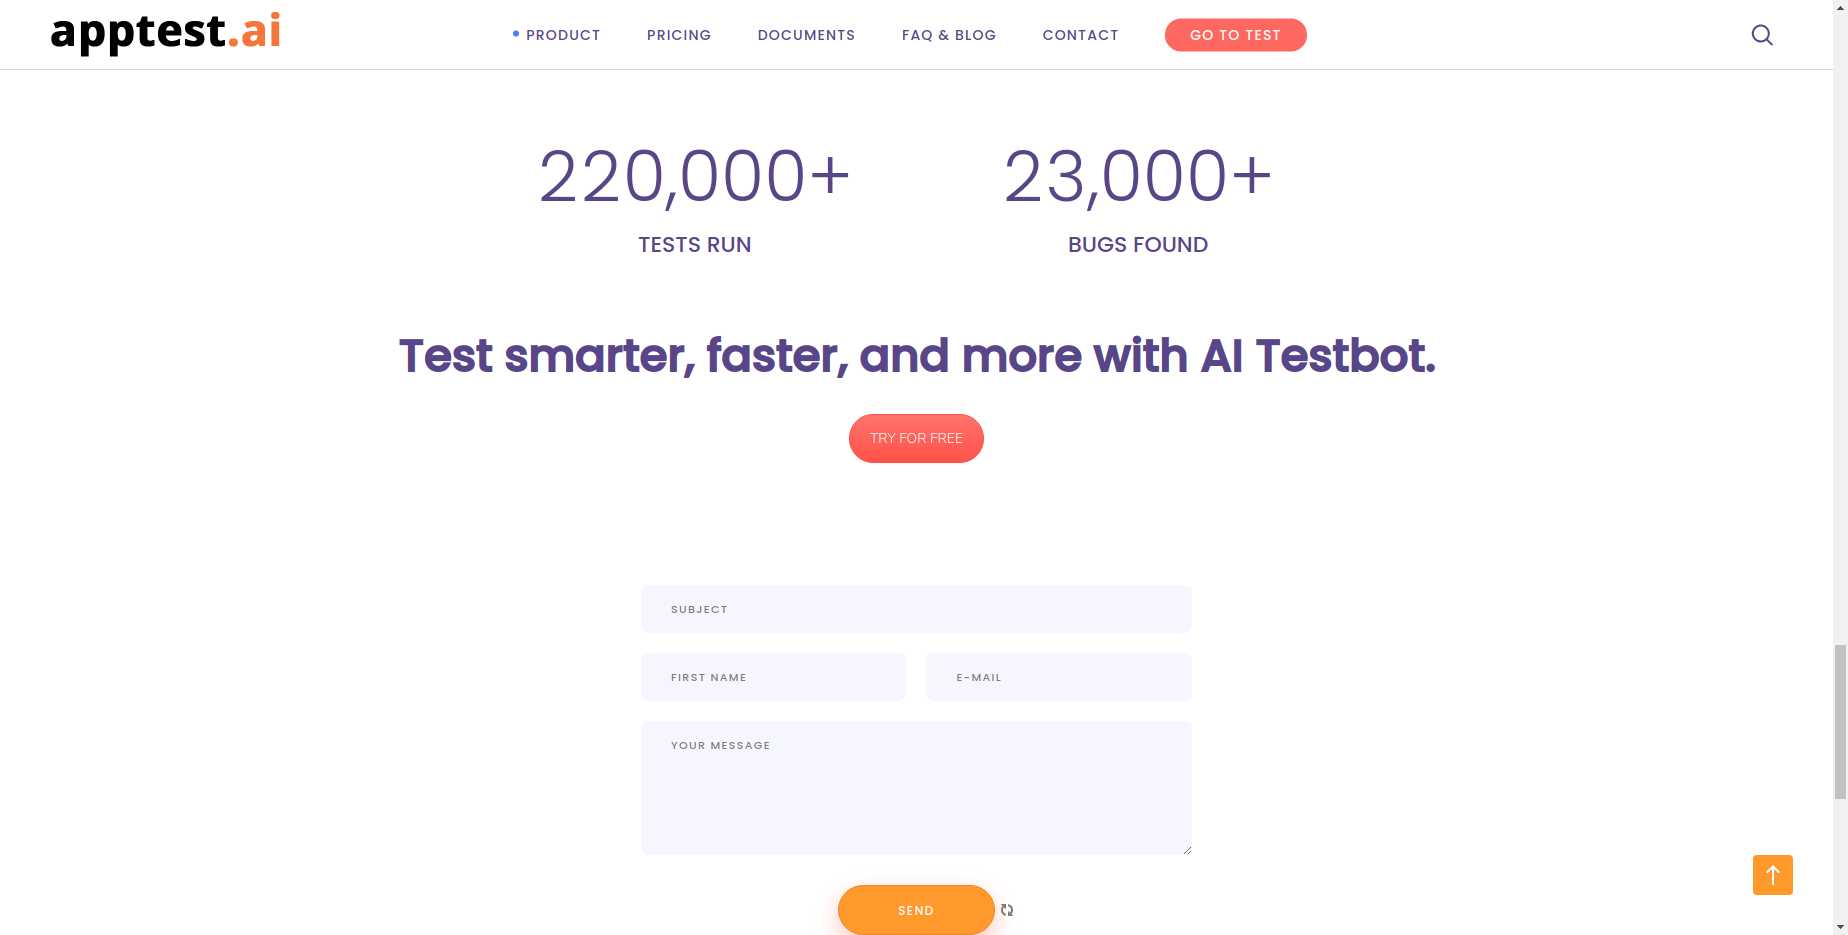 apptest.ai
PRODUCT
PRICING
DOCUMENTS
FAQ & BLOG
CONTACT
GO TO TEST
220,000+
TESTS RUN
23,000+
BUGS FOUND
Test smarter, faster, and more with AI Testbot.
TRY FOR FREE
SUBJECT
FIRST NAME
E-MAIL
YOUR MESSAGE
SEND